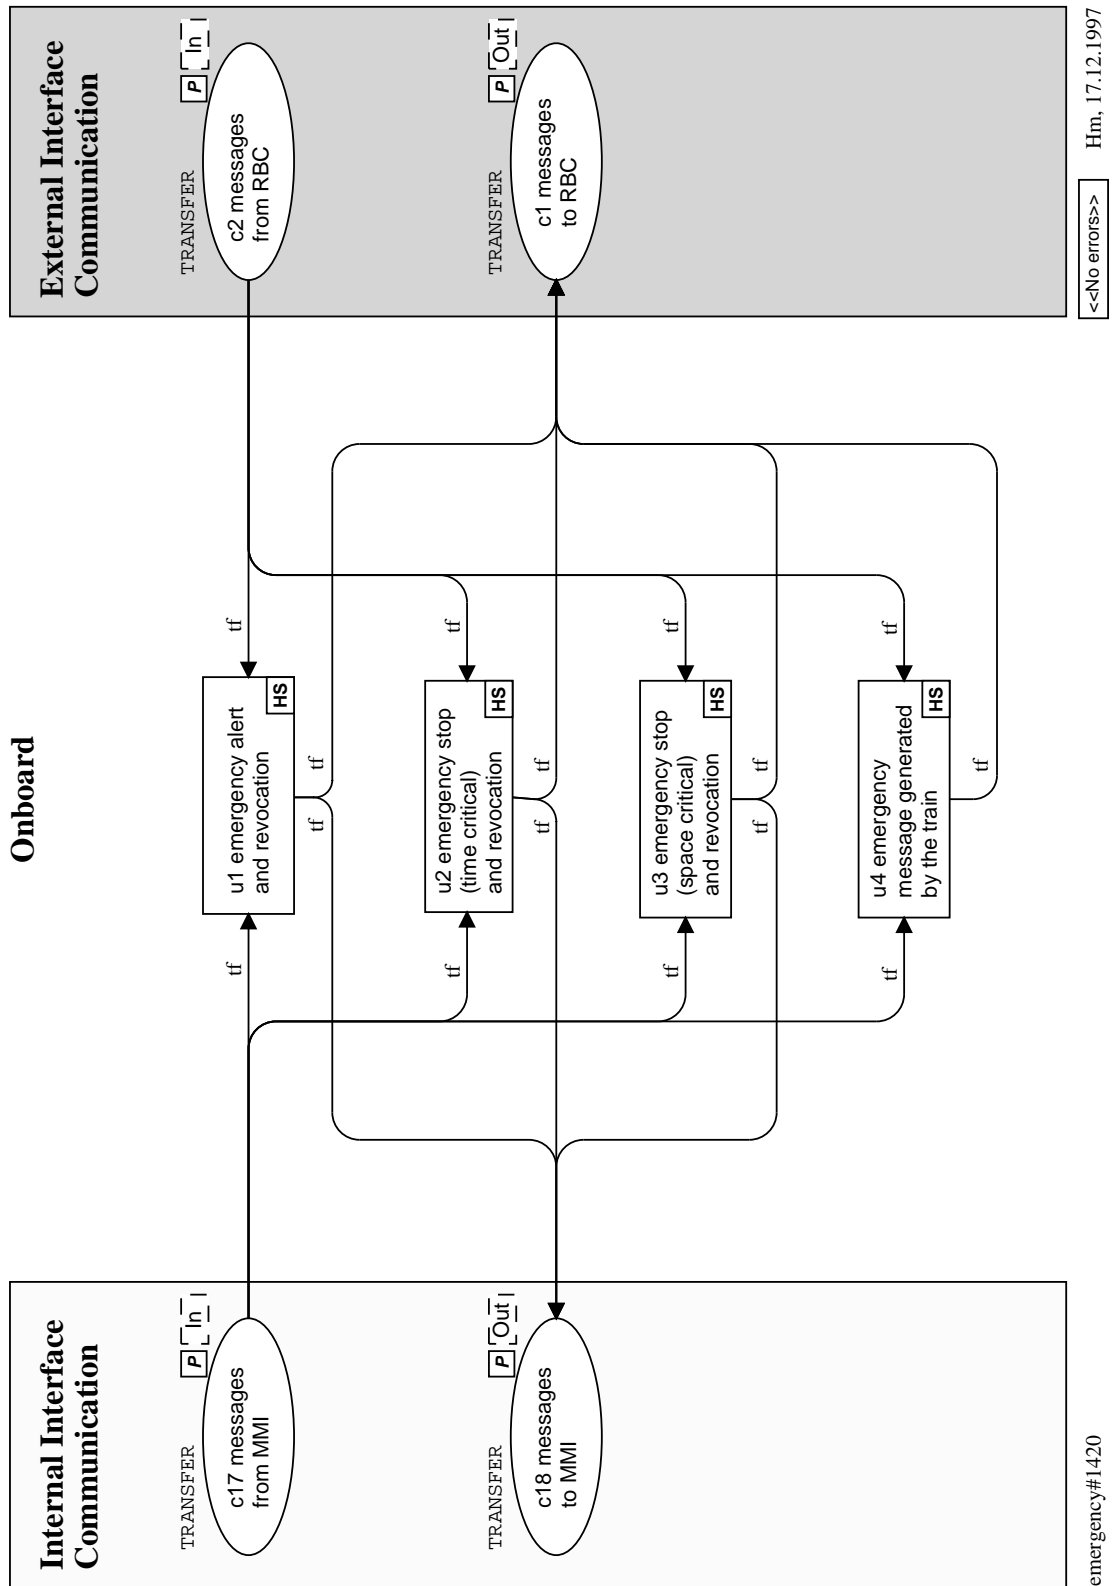 Onboard
Internal Interface
Communication
External Interface
Communication
TRANSFER
P
In
c17 messages
from MMI
tf
u1 emergency alert
and revocation
HS
tf
TRANSFER
P
In
c2 messages
from RBC
tf
tf
tf
u2 emergency stop
(time critical)
and revocation
HS
tf
TRANSFER
P
Out
c18 messages
to MMI
tf
tf
TRANSFER
P
Out
c1 messages
to RBC
tf
u3 emergency stop
(space critical)
and revocation
HS
tf
tf
tf
tf
u4 emergency
message generated
by the train
HS
tf
tf
emergency#1420
<<No errors>>
Hm, 17.12.1997